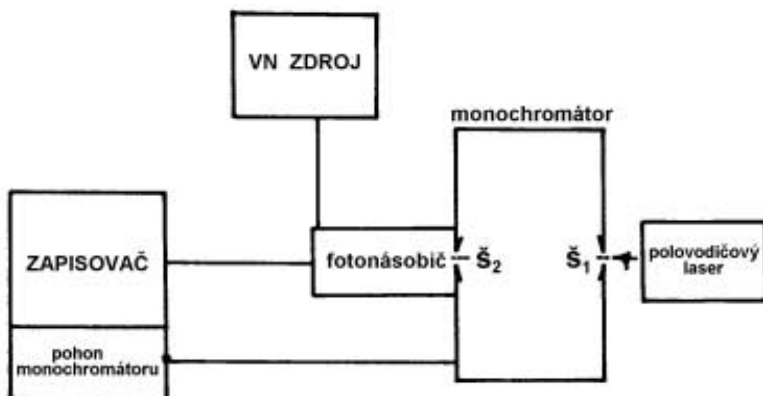 VN ZDROJ
monochromátor
ZAPISOVAČ
fotonásobič
Š₂
Š₁
polovodičový
laser
pohon
monochromátoru